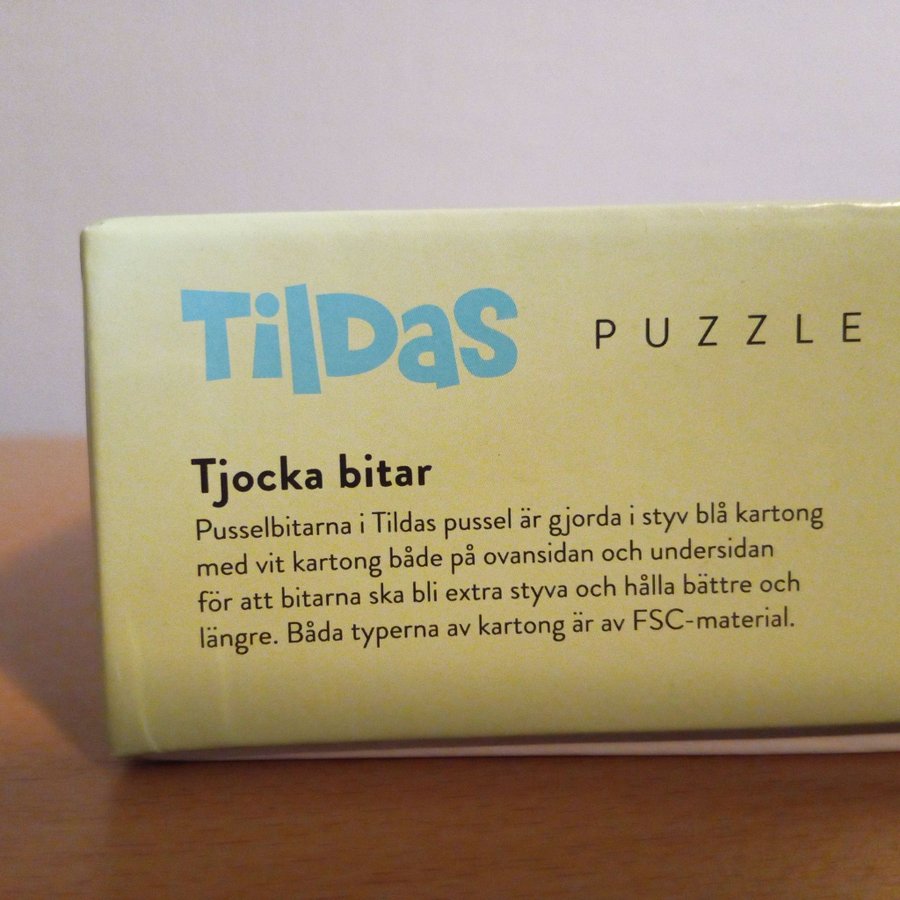 TilDaS PUZZLE
Tjocka bitar
Pusselbitarna i Tildas pussel är gjorda i styv blå kartong
med vit kartong både på ovansidan och undersidan
för att bitarna ska bli extra styva och hålla bättre och
längre. Båda typerna av kartong är av FSC-material.